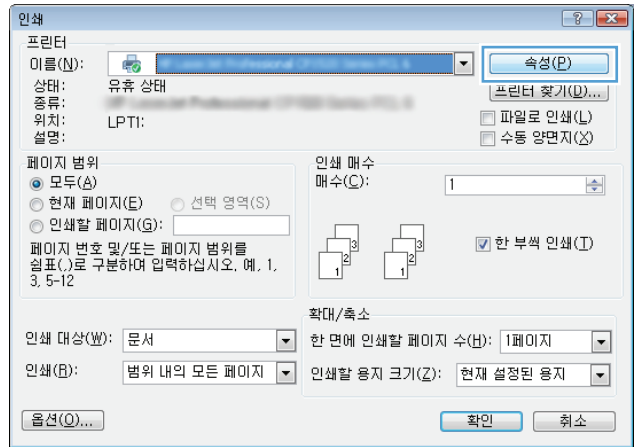 인쇄
프린터
이름(N):
속성(P)
상태: 유휴 상태
프린터 찾기(D)...
종류:
위치: LPT1:
파일로 인쇄(L)
설명:
수동 양면지(X)
페이지 범위
모두(A)
현재 페이지(E) 선택 영역(S)
인쇄할 페이지(G):
페이지 번호 및/또는 페이지 범위를
쉼표(,)로 구분하여 입력하십시오. 예, 1,
3, 5-12
인쇄 매수
매수(C): 1
1 2 3 1 2 3
한 부씩 인쇄(T)
인쇄 대상(W): 문서
인쇄(R): 범위 내의 모든 페이지
확대/축소
한 면에 인쇄할 페이지 수(H): 1페이지
인쇄할 용지 크기(Z): 현재 설정된 용지
옵션(O)...
확인 취소